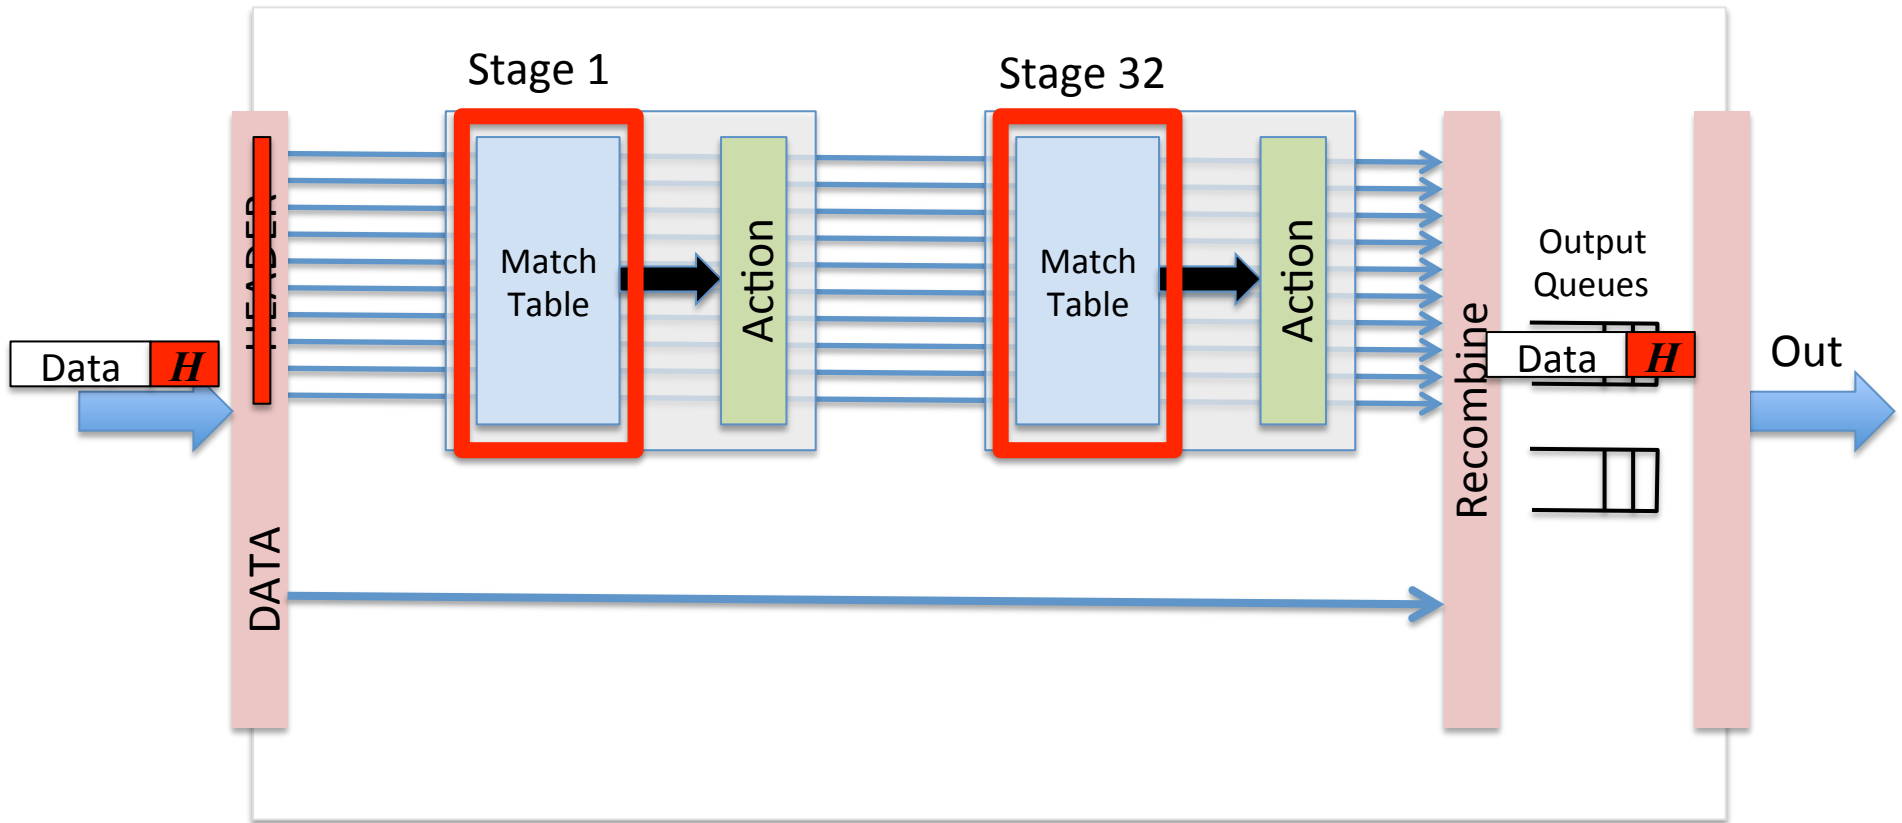 Stage 1
Stage 32
HEADER
Match
Table
Action
Match
Table
Action
Recombine
Output
Queues
Data H
Data H
Out
DATA